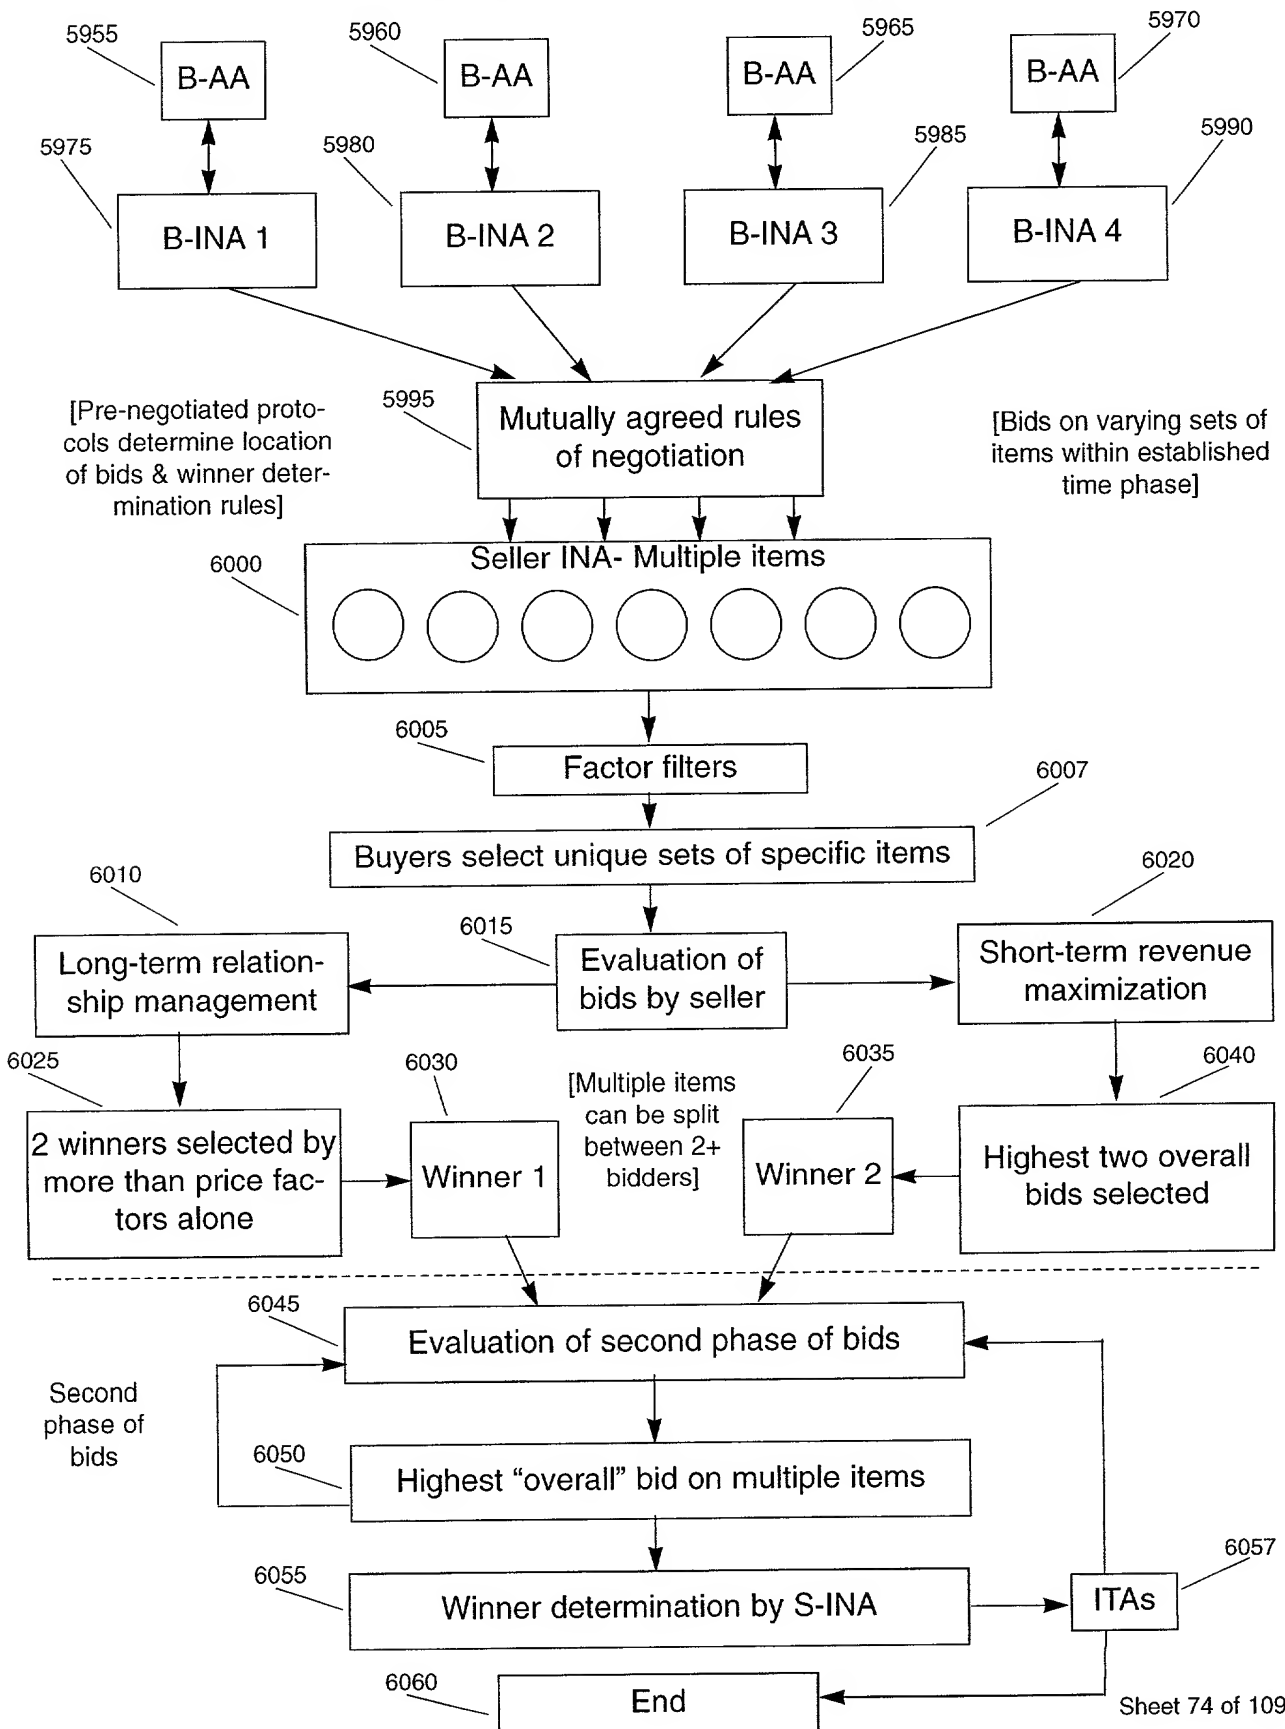 5955
5960
5965
5970
B-AA
B-AA
B-AA
B-AA
5975
5980
5985
5990
B-INA 1
B-INA 2
B-INA 3
B-INA 4
[Pre-negotiated proto-
cols determine location
of bids & winner deter-
mination rules]
5995
Mutually agreed rules
of negotiation
[Bids on varying sets of
items within established
time phase]
6000
Seller INA- Multiple items
6005
Factor filters
6007
Buyers select unique sets of specific items
6010
6015
6020
Long-term relation-
ship management
Evaluation of
bids by seller
Short-term revenue
maximization
6025
6030
6035
6040
2 winners selected by
more than price fac-
tors alone
Winner 1
[Multiple items
can be split
between 2+
bidders]
Winner 2
Highest two overall
bids selected
6045
Evaluation of second phase of bids
Second
phase of
bids
6050
Highest “overall” bid on multiple items
6055
Winner determination by S-INA
6057
ITAs
6060
End
Sheet 74 of 109